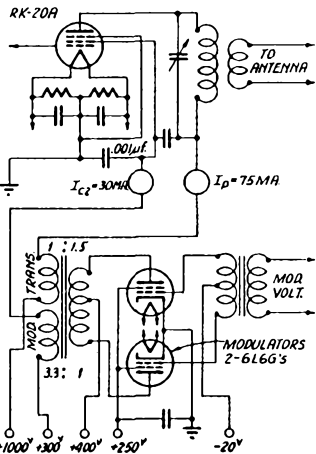 RK-20A
TO
ANTENNA
.001µf.
Ic2=30MA.
Ip=75MA.
1 : 1.5
TRANS.
MOD.
3.3 : 1
MOD.
VOLT.
MODULATORS
2-6L6G'S
+1000V +300V +400V +250V -20V